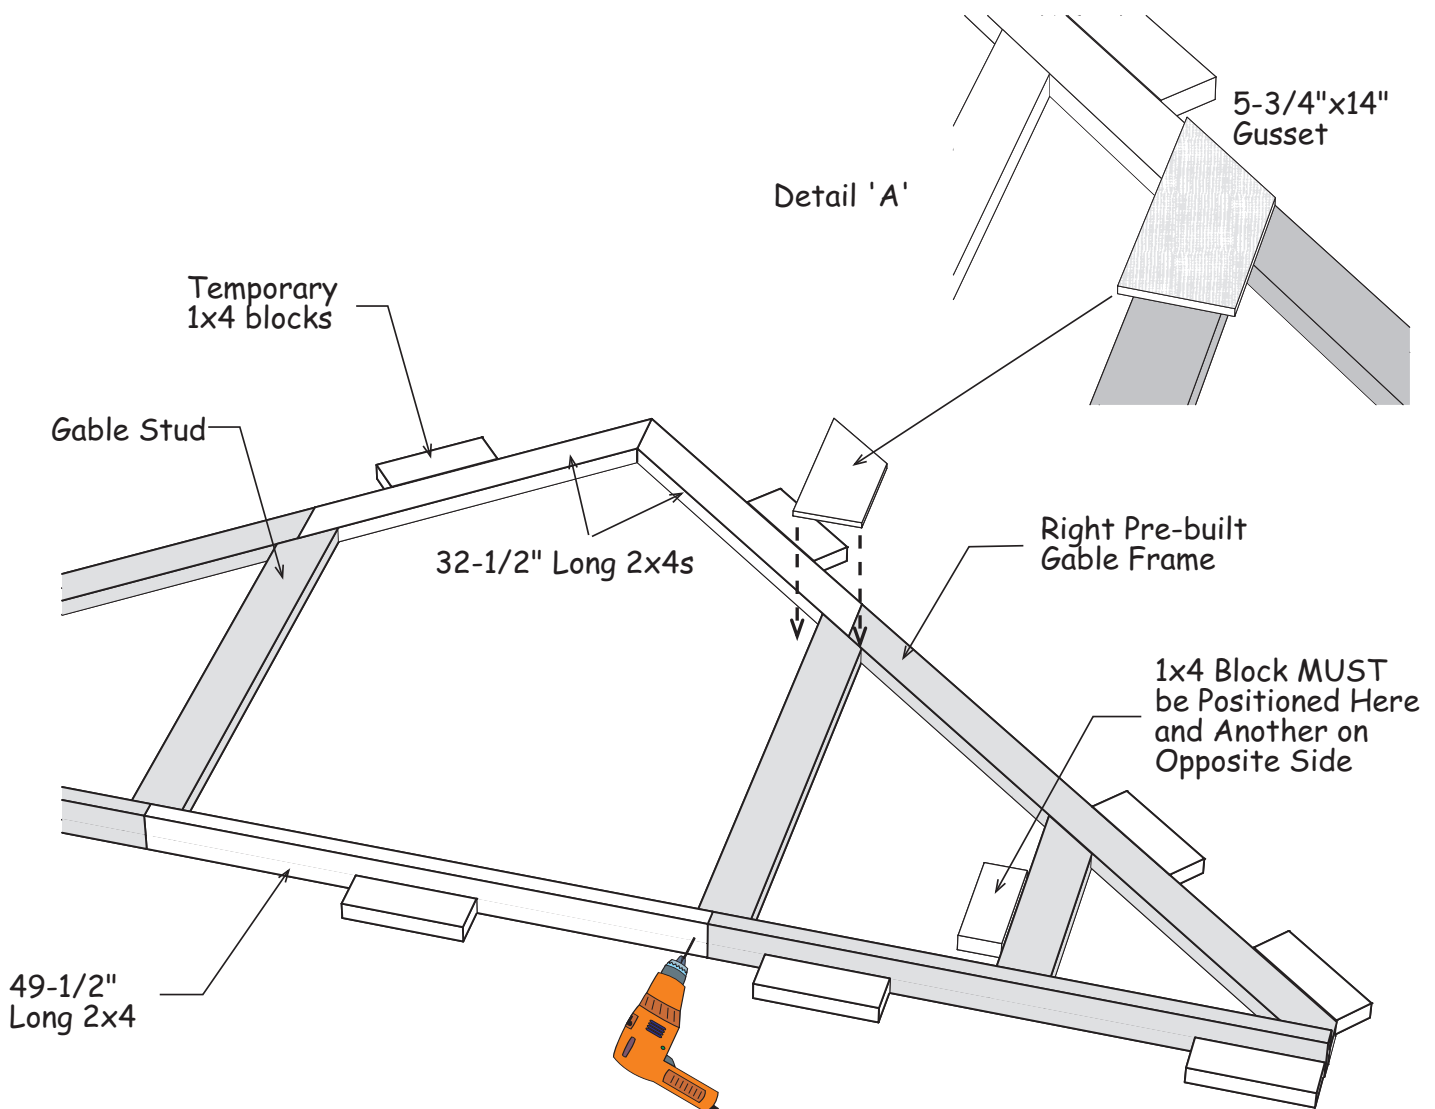 5-3/4"x14"
Gusset
Detail 'A'
Temporary
1x4 blocks
Gable Stud
32-1/2" Long 2x4s
Right Pre-built
Gable Frame
1x4 Block MUST
be Positioned Here
and Another on
Opposite Side
49-1/2"
Long 2x4